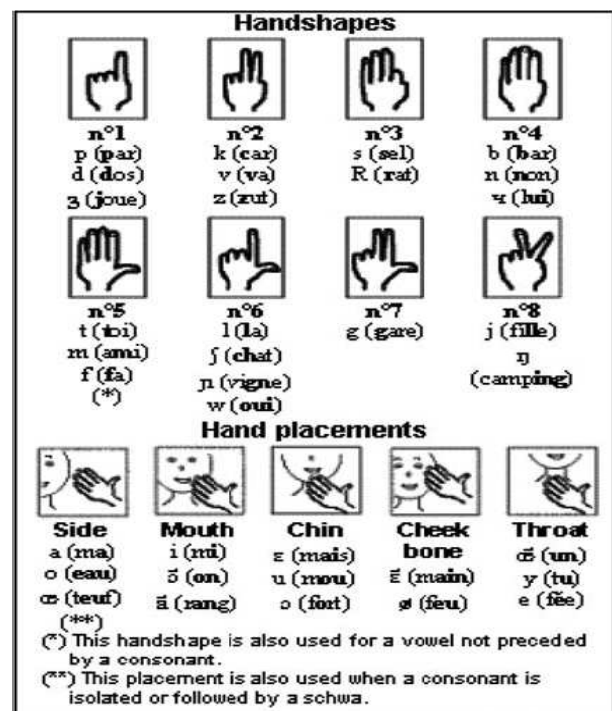 Handshapes
n°1 n°2 n°3 n°4
p (par) k (car) s (sel) b (bar)
d (dos) v (va) R (rat) n (non)
ʒ (joue) z (zut) ɥ (lui)
n°5 n°6 n°7 n°8
t (toi) l (la) g (gare) j (fille)
m (ami) ʃ (chat) ŋ
f (fa) ɲ (vigne) (camping)
(*) w (oui)
Hand placements
Side Mouth Chin Cheek bone Throat
a (ma) i (mi) ɛ (mais) ɛ̃ (main) œ̃ (un)
o (eau) ɔ̃ (on) u (mou) ø (feu) y (tu)
œ (teuf) ã (rang) ɔ (fort) e (fée)
(**)
(*) This handshape is also used for a vowel not preceded
by a consonant.
(**) This placement is also used when a consonant is
isolated or followed by a schwa.